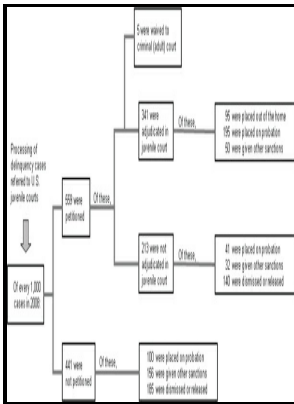 5 were waived to
criminal (adult) court
341 were
adjudicated in
juvenile court
Of these,
95 were placed out of the home
195 were placed on probation
50 were given other sanctions
Processing of
delinquency cases
referred to U.S.
juvenile courts
559 were
petitioned
Of these,
213 were not
adjudicated in
juvenile court
Of these,
41 were placed on probation
32 were given other sanctions
140 were dismissed or released
Of every 1,000
cases in 2008:
441 were
not petitioned
Of these,
100 were placed on probation
156 were given other sanctions
185 were dismissed or released